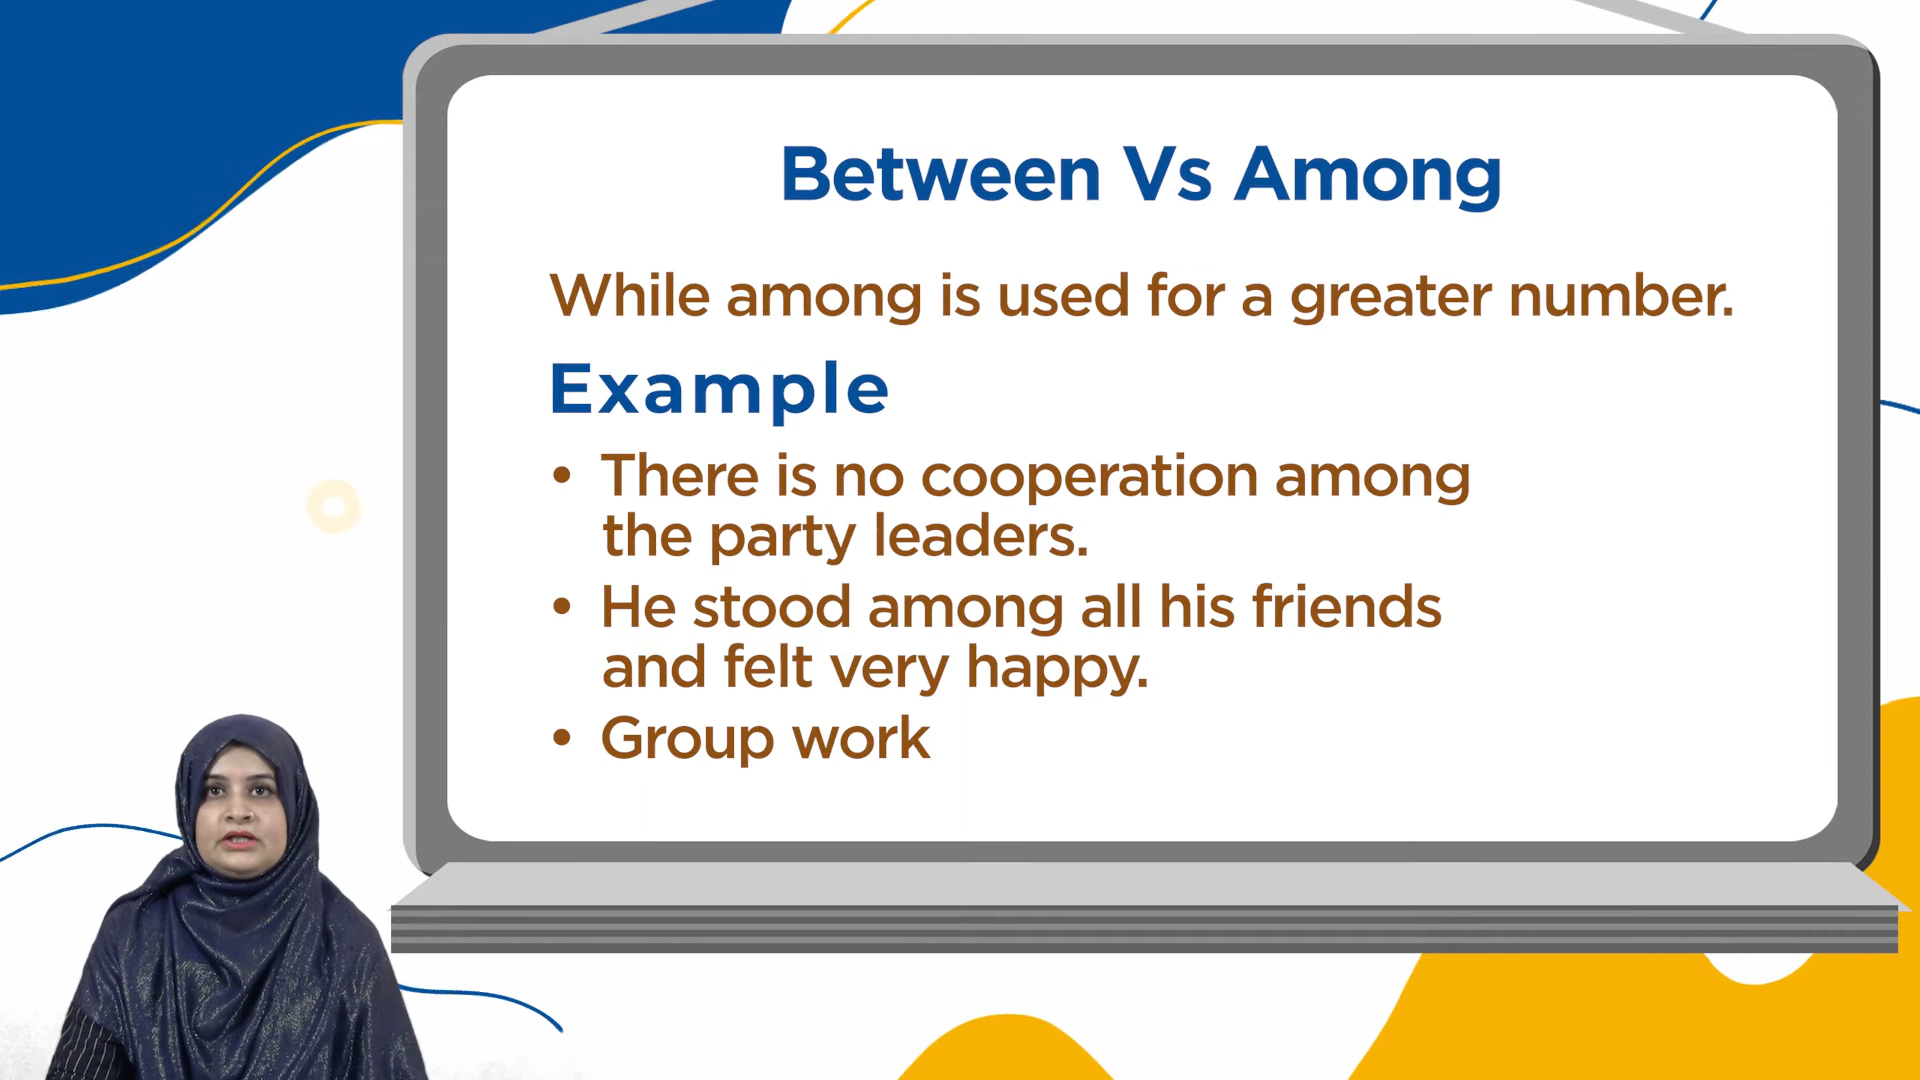 Between Vs Among
While among is used for a greater number.
Example
• There is no cooperation among
the party leaders.
• He stood among all his friends
and felt very happy.
• Group work